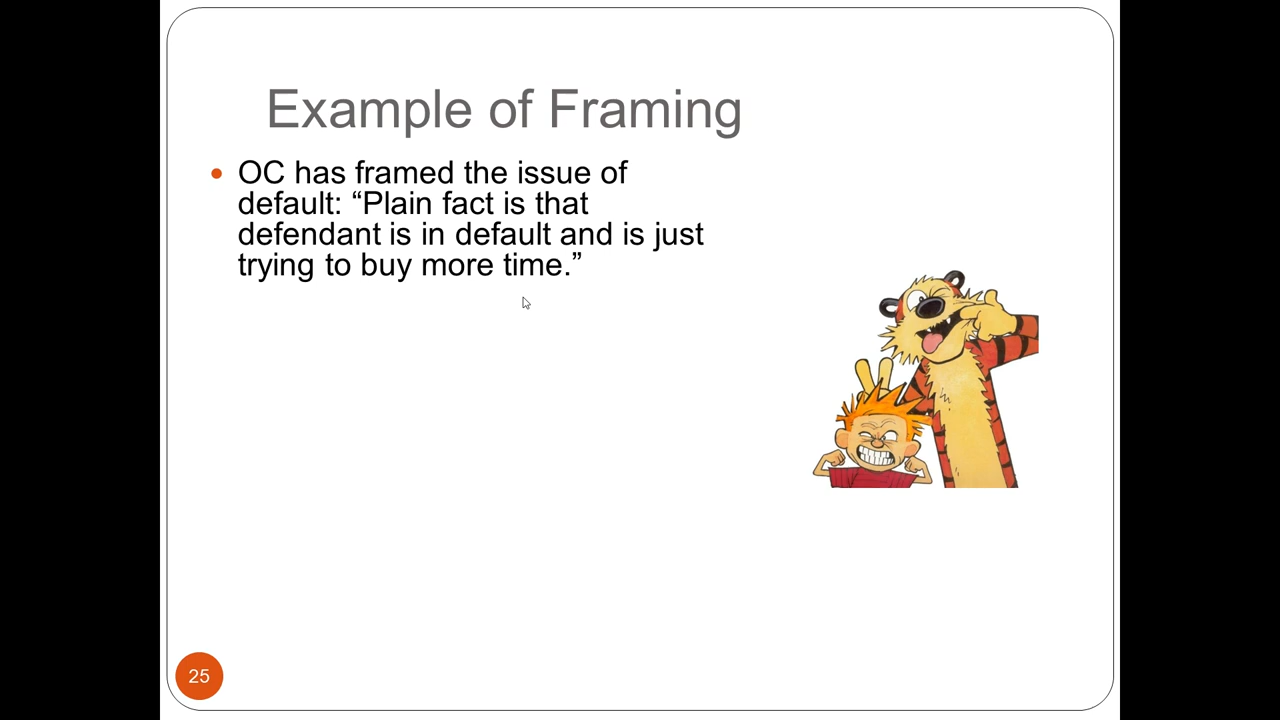 Example of Framing
OC has framed the issue of
default: “Plain fact is that
defendant is in default and is just
trying to buy more time.”
25